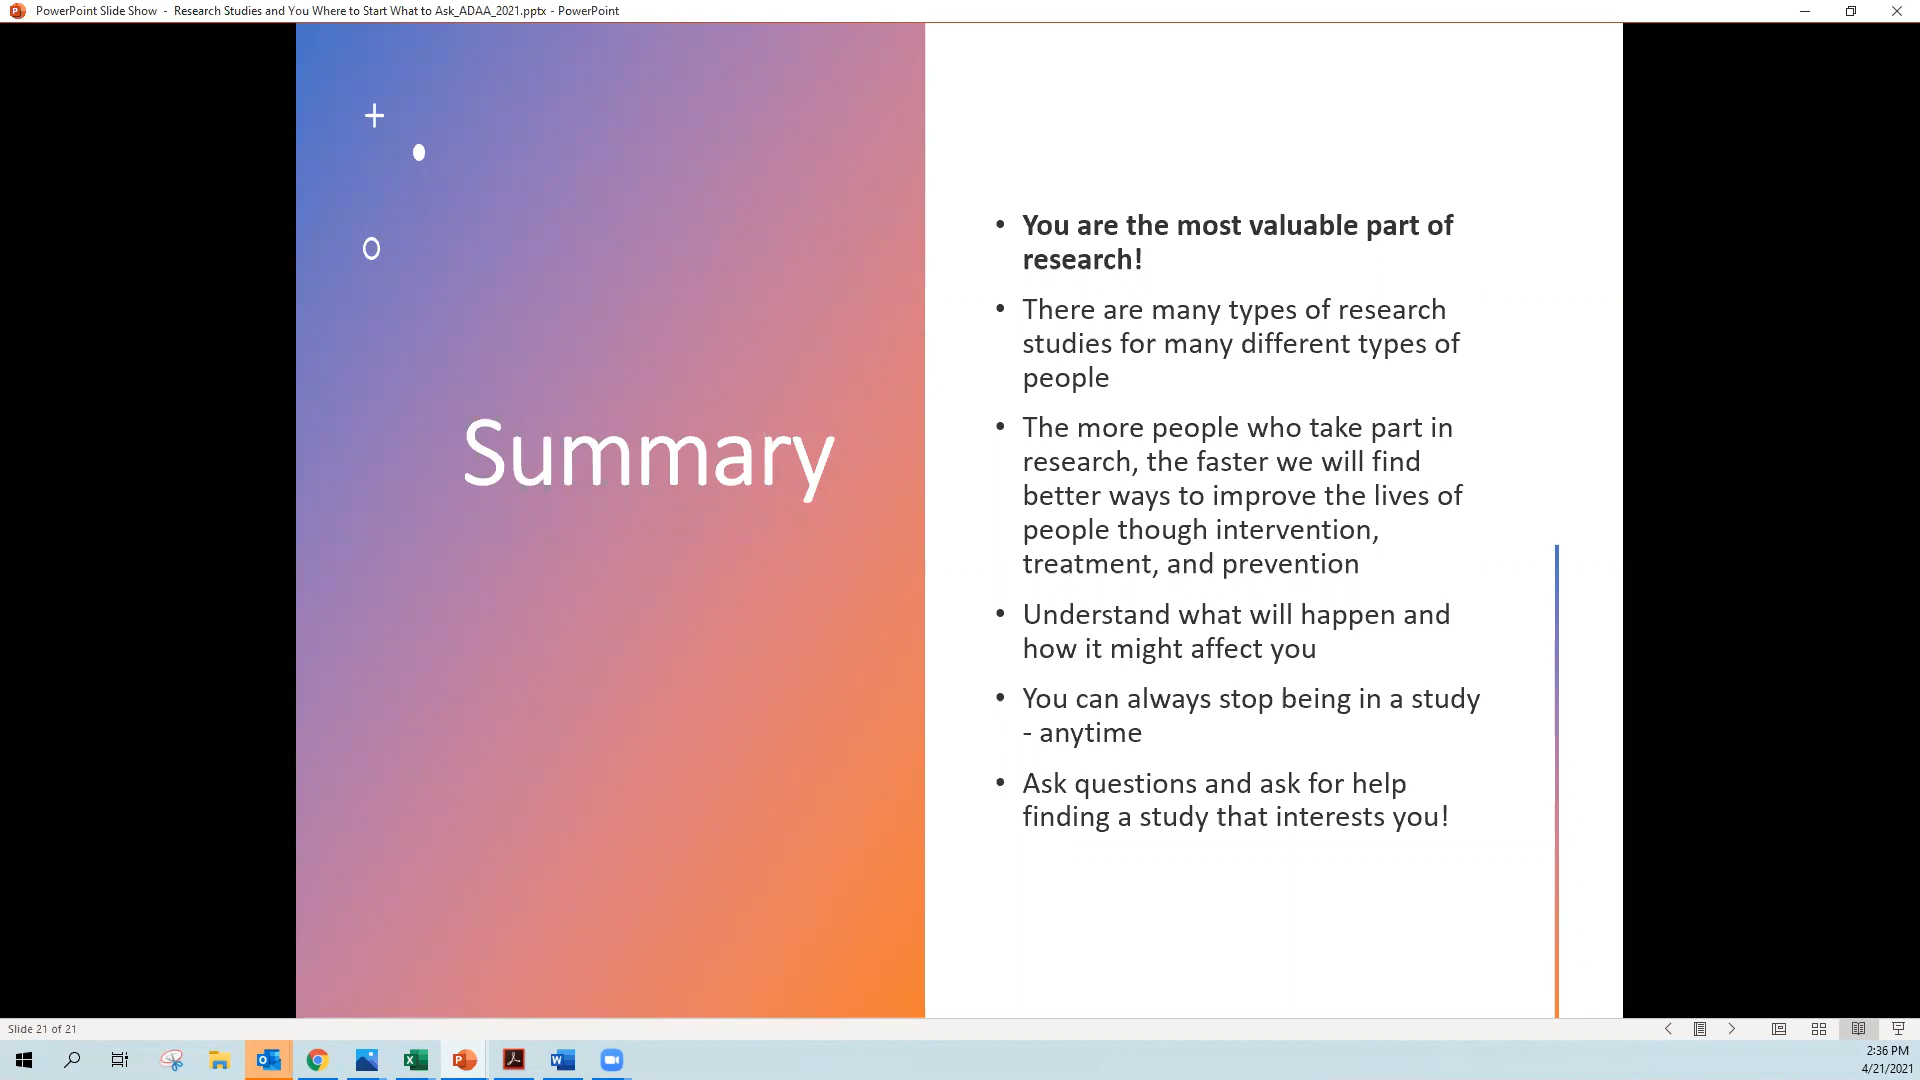 PowerPoint Slide Show - Research Studies and You Where to Start What to Ask_ADAA_2021.pptx - PowerPoint
Summary
• You are the most valuable part of
research!
• There are many types of research
studies for many different types of
people
• The more people who take part in
research, the faster we will find
better ways to improve the lives of
people though intervention,
treatment, and prevention
• Understand what will happen and
how it might affect you
• You can always stop being in a study
- anytime
• Ask questions and ask for help
finding a study that interests you!
Slide 21 of 21
2:36 PM
4/21/2021